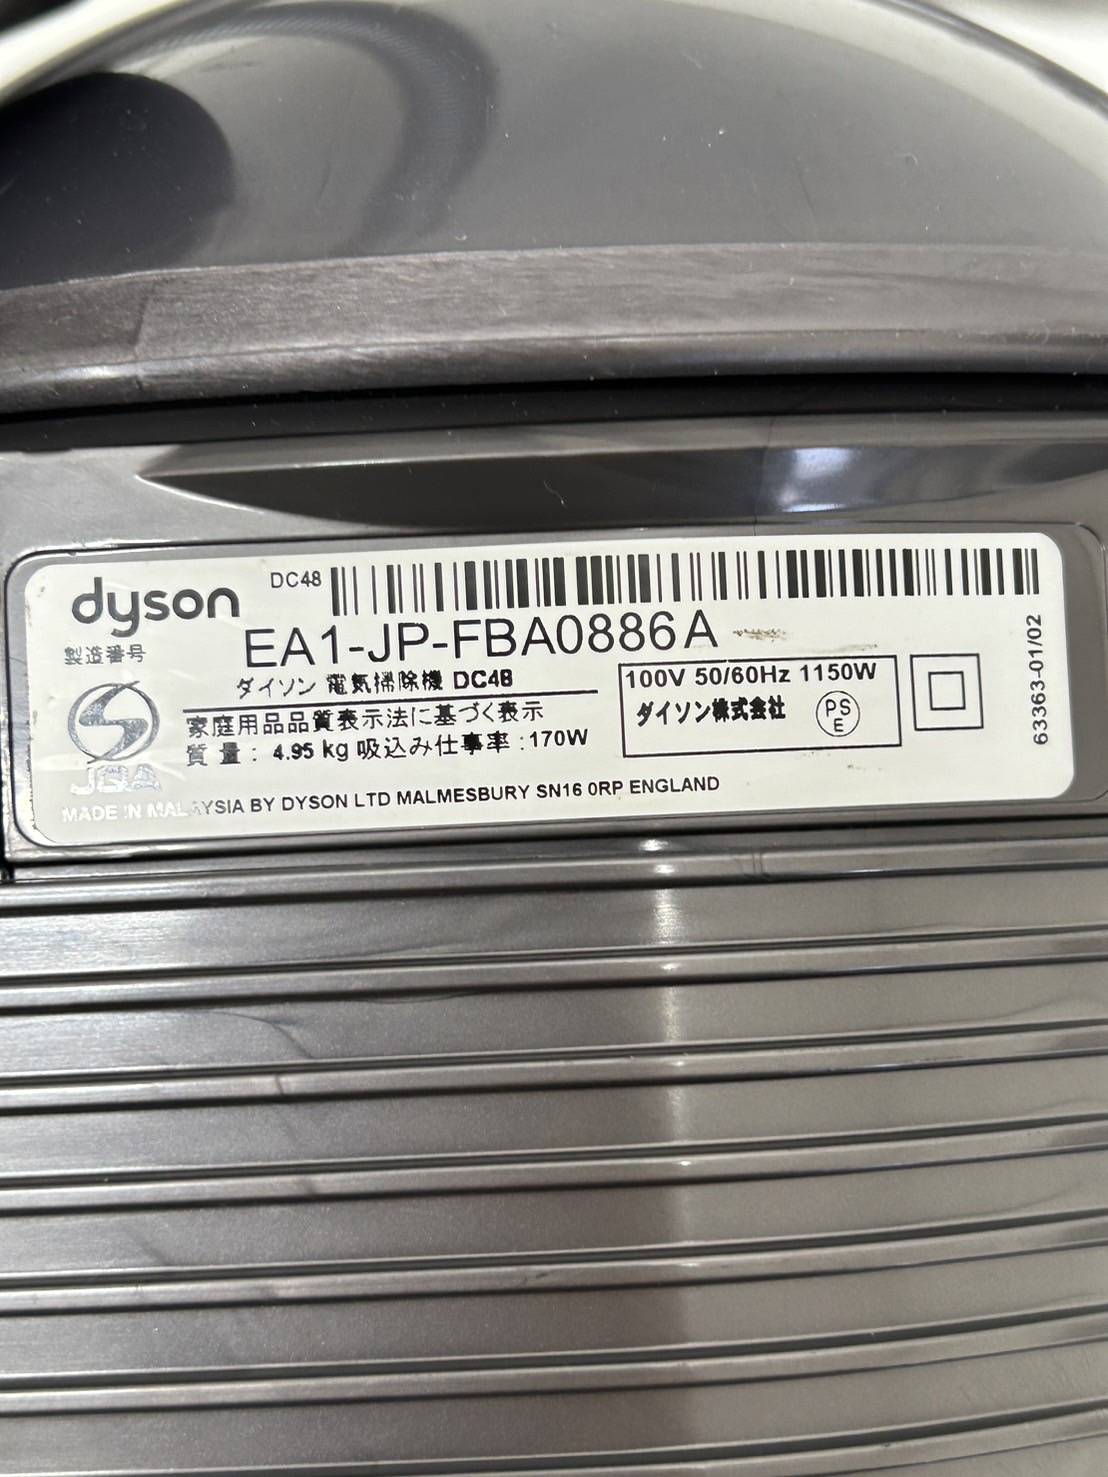 dyson
DC48
製造番号
EA1-JP-FBA0886A
ダイソン 電気掃除機 DC48
家庭用品品質表示法に基づく表示
質 量 : 4.95 kg 吸込み仕事率 : 170W
100V 50/60Hz 1150W
ダイソン株式会社
PS
E
63363-01/02
JQA
MADE IN MALAYSIA BY DYSON LTD MALMESBURY SN16 0RP ENGLAND